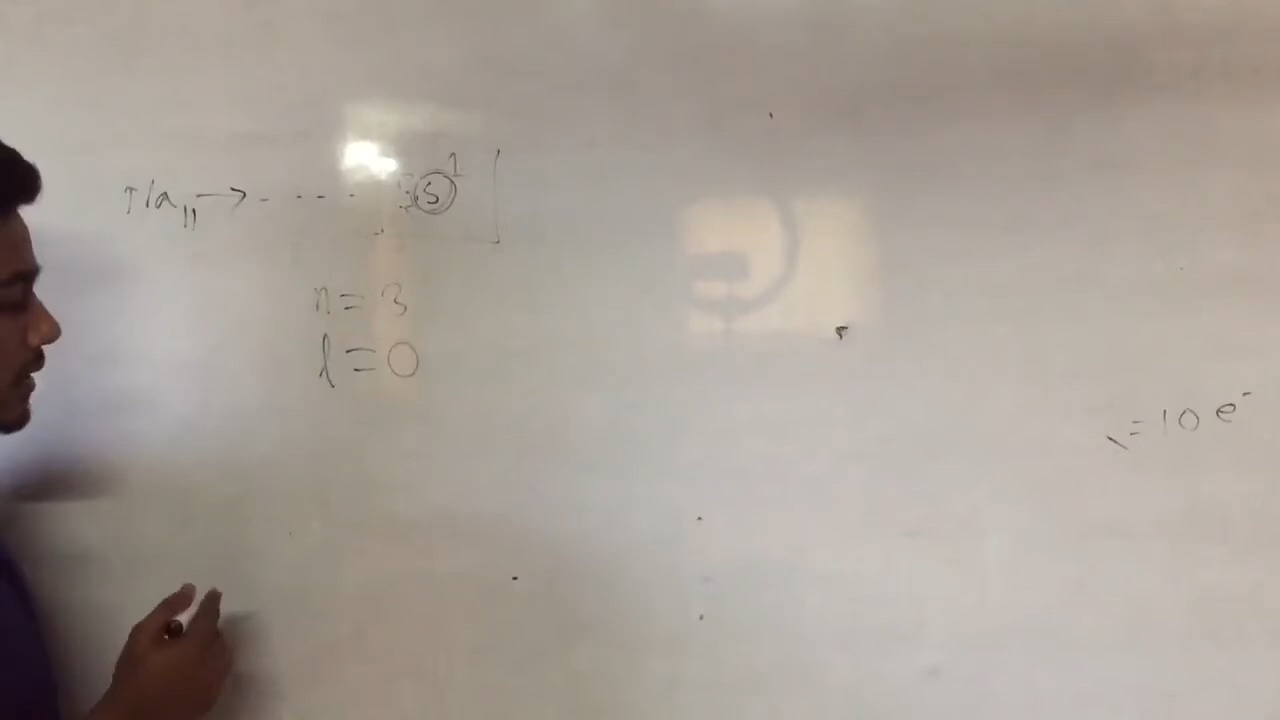 Na₁₁ → - - - - 3s¹
n = 3
l = 0
= 10 e⁻